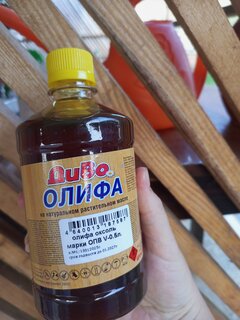 ДиВо
ОЛИФА
на натуральном растительном масле
олифа оксоль
марки ОПВ V-0,5л